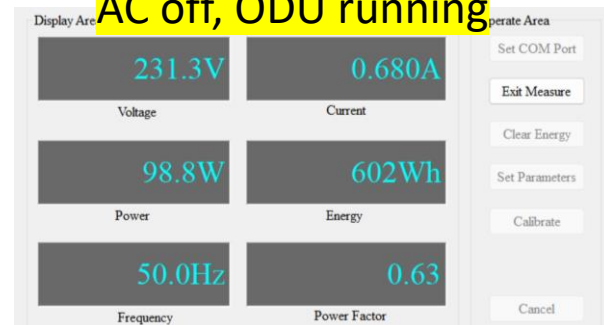 AC off, ODU running
Display Are
perate Area
231.3V
0.680A
Set COM Port
Voltage
Current
Exit Measure
Clear Energy
98.8W
602Wh
Set Parameters
Power
Energy
Calibrate
50.0Hz
0.63
Frequency
Power Factor
Cancel